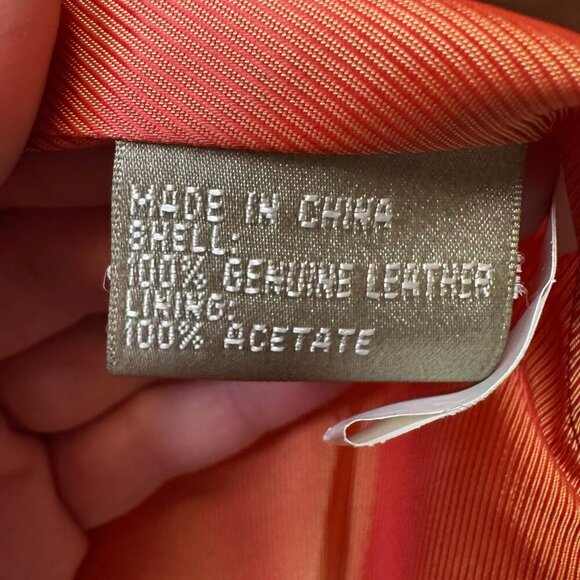 MADE IN CHINA
SHELL:
100% GENUINE LEATHER
LINING:
100% ACETATE